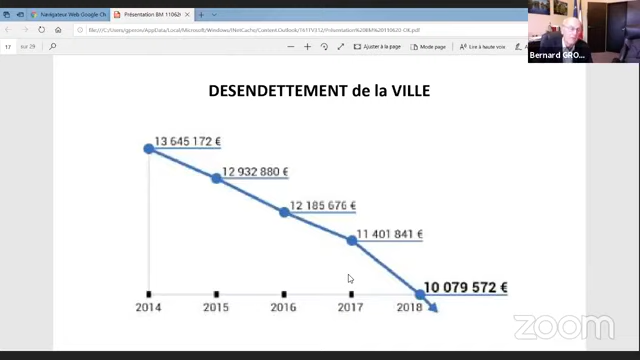 Navigateur Web Google Ch
Présentation BM 110620
Ajouter à la page
Mode page
Lire à haute voix
17
sur 29
Bernard GRO...
DESENDETTEMENT de la VILLE
13 645 172 €
12 932 880 €
12 185 676 €
11 401 841 €
10 079 572 €
2014
2015
2016
2017
2018
zoom